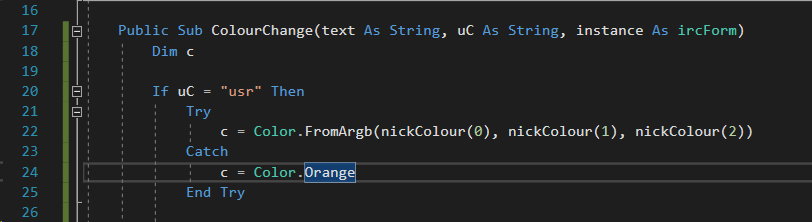 16
17 Public Sub ColourChange(text As String, uC As String, instance As ircForm)
18 Dim c
19
20 If uC = "usr" Then
21 Try
22 c = Color.FromArgb(nickColour(0), nickColour(1), nickColour(2))
23 Catch
24 c = Color.Orange
25 End Try
26